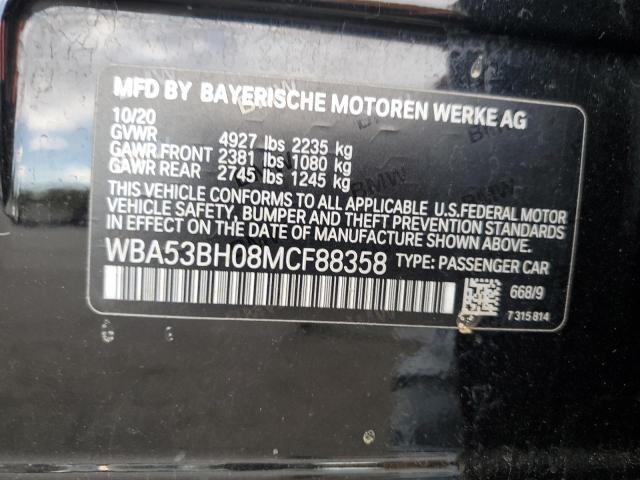 MFD BY BAYERISCHE MOTOREN WERKE AG
10/20
GVWR 4927 lbs 2235 kg
GAWR FRONT 2381 lbs 1080 kg
GAWR REAR 2745 lbs 1245 kg
THIS VEHICLE CONFORMS TO ALL APPLICABLE U.S.FEDERAL MOTOR
VEHICLE SAFETY, BUMPER AND THEFT PREVENTION STANDARDS
IN EFFECT ON THE DATE OF MANUFACTURE SHOWN ABOVE.
WBA53BH08MCF88358 TYPE: PASSENGER CAR
668/9
7 315 814